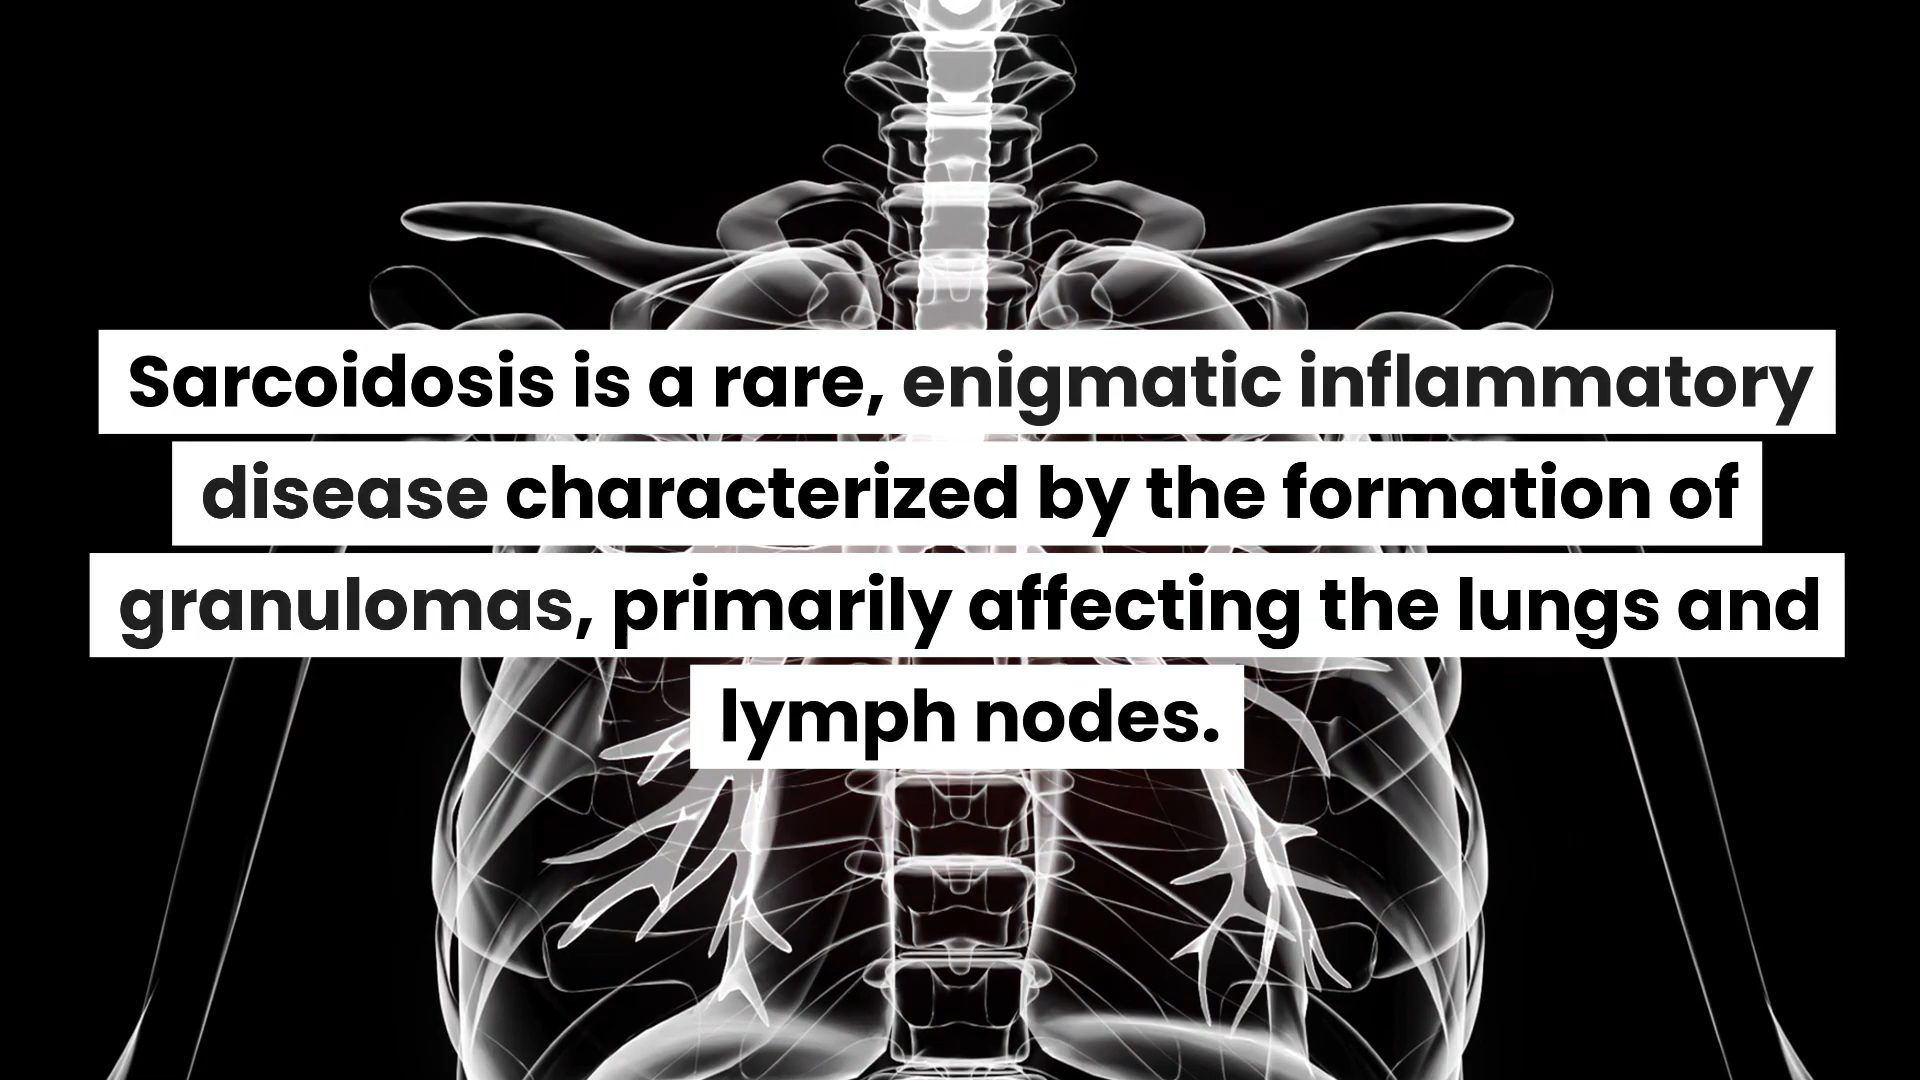 Sarcoidosis is a rare, enigmatic inflammatory
disease characterized by the formation of
granulomas, primarily affecting the lungs and
lymph nodes.